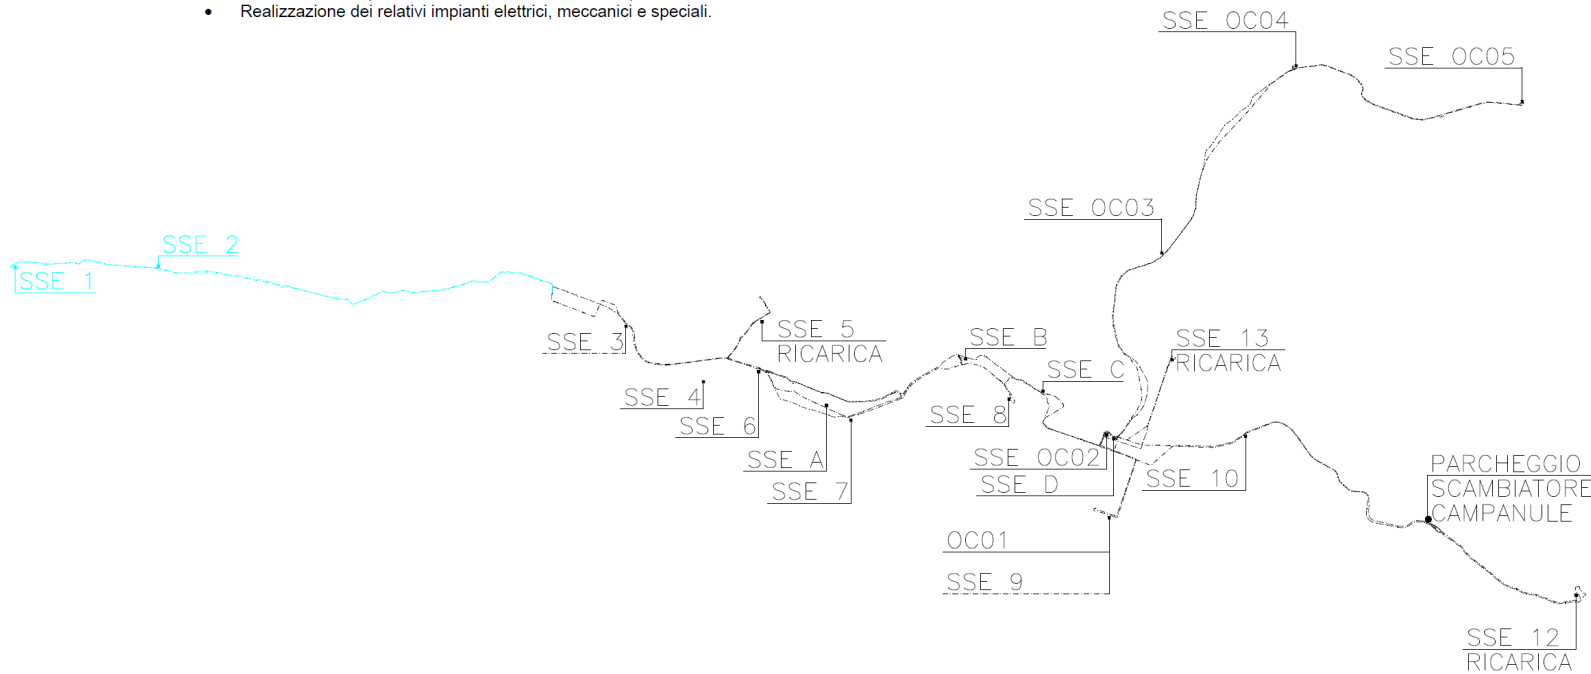 • Realizzazione dei relativi impianti elettrici, meccanici e speciali.
SSE OC04
SSE OC05
SSE OC03
SSE 2
SSE 1
SSE 3
SSE 5
RICARICA
SSE B
SSE 13
RICARICA
SSE C
SSE 4
SSE 6
SSE 8
SSE A
SSE 7
SSE OC02
SSE D
SSE 10
PARCHEGGIO
SCAMBIATORE
CAMPANULE
OC01
SSE 9
SSE 12
RICARICA